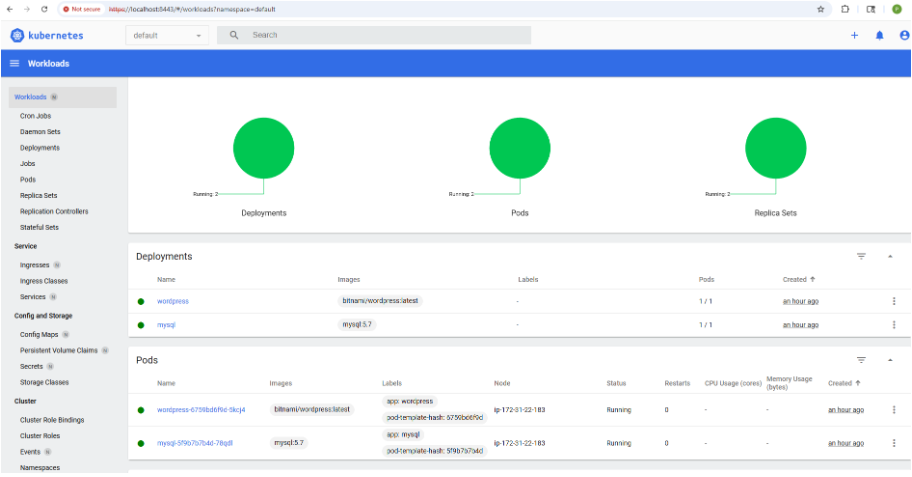 Not secure https://localhost:8443/#/workloads?namespace=default
kubernetes default Search
Workloads
Workloads N
Cron Jobs
Daemon Sets
Deployments
Jobs
Pods
Replica Sets
Replication Controllers
Stateful Sets
Service
Ingresses N
Ingress Classes
Services N
Config and Storage
Config Maps N
Persistent Volume Claims N
Secrets N
Storage Classes
Cluster
Cluster Role Bindings
Cluster Roles
Events N
Namespaces
Running: 2 Running: 2 Running: 2
Deployments Pods Replica Sets
Deployments
Name Images Labels Pods Created ↑
wordpress bitnami/wordpress:latest - 1 / 1 an hour ago
mysql mysql:5.7 - 1 / 1 an hour ago
Pods
Name Images Labels Node Status Restarts CPU Usage (cores) Memory Usage (bytes) Created ↑
wordpress-6759bd6f9d-5kcj4 bitnami/wordpress:latest app: wordpress ip-172-31-22-183 Running 0 - - an hour ago
pod-template-hash: 6759bd6f9d
mysql-5f9b7b7b4d-78qdl mysql:5.7 app: mysql ip-172-31-22-183 Running 0 - - an hour ago
pod-template-hash: 5f9b7b7b4d